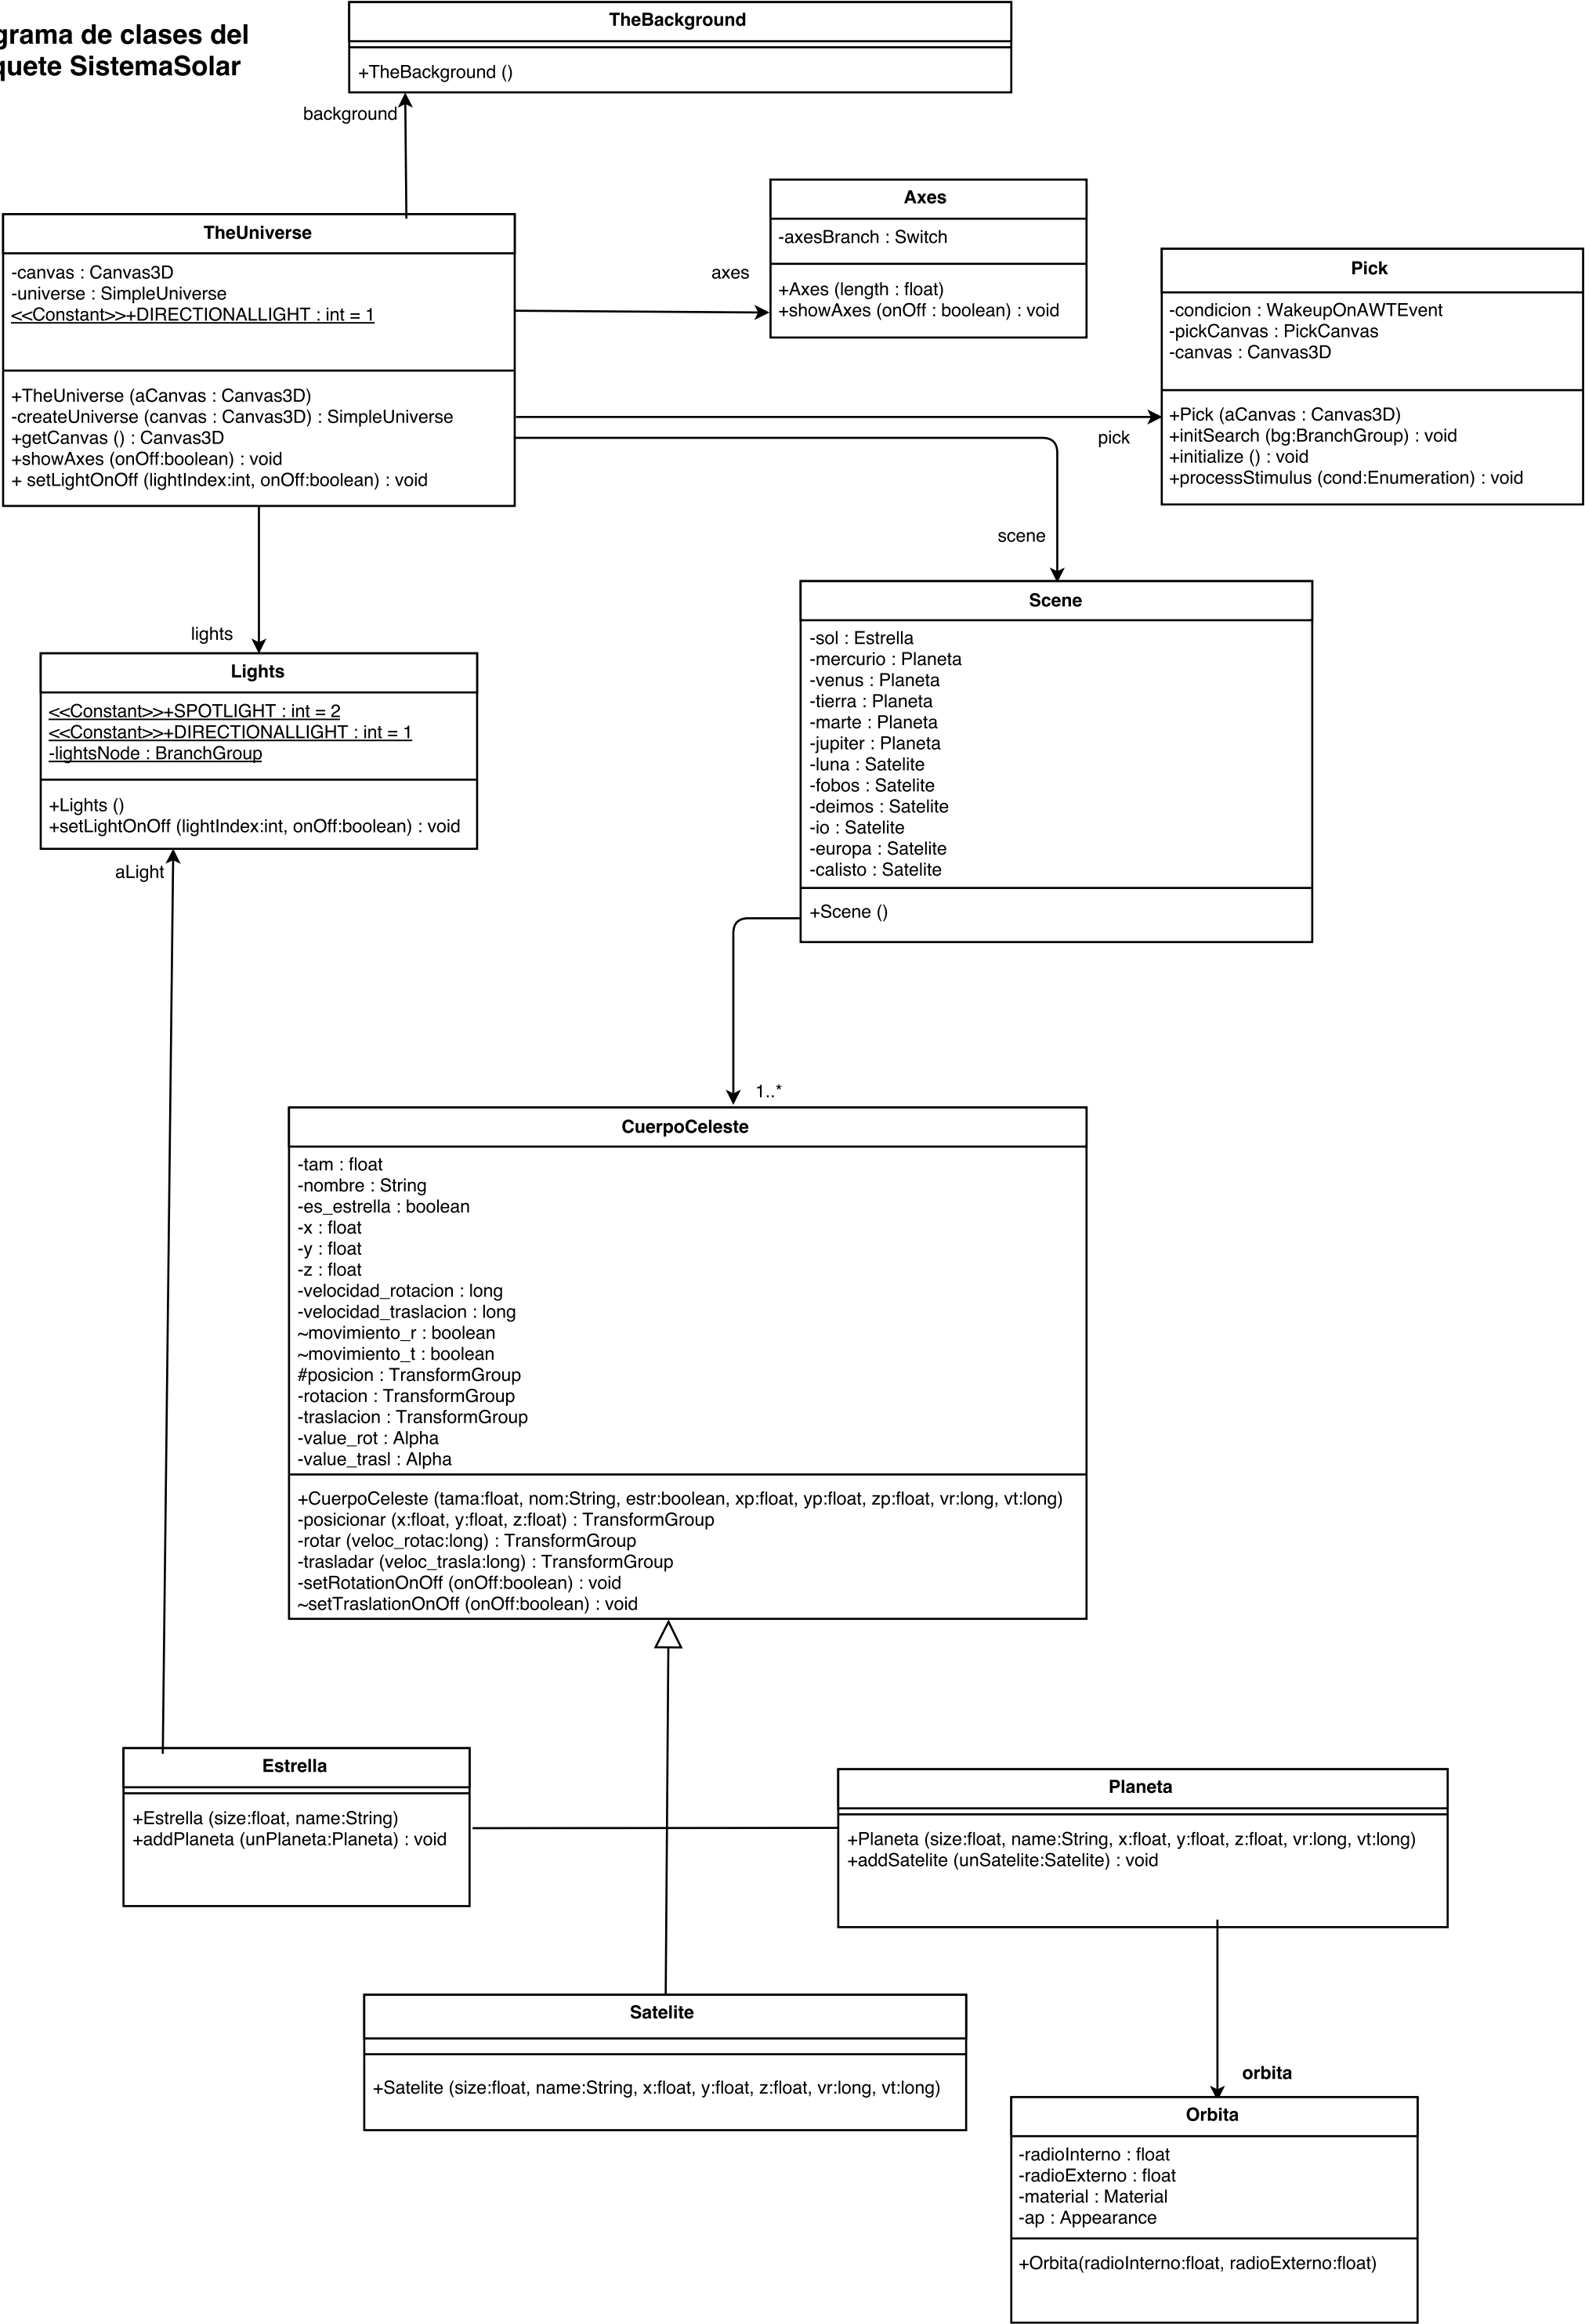 grama de clases del
quete SistemaSolar
TheBackground
+TheBackground ()
background
TheUniverse
-canvas : Canvas3D
-universe : SimpleUniverse
<<Constant>>+DIRECTIONALLIGHT : int = 1
+TheUniverse (aCanvas : Canvas3D)
-createUniverse (canvas : Canvas3D) : SimpleUniverse
+getCanvas () : Canvas3D
+showAxes (onOff:boolean) : void
+ setLightOnOff (lightIndex:int, onOff:boolean) : void
axes
Axes
-axesBranch : Switch
+Axes (length : float)
+showAxes (onOff : boolean) : void
pick
Pick
-condicion : WakeupOnAWTEvent
-pickCanvas : PickCanvas
-canvas : Canvas3D
+Pick (aCanvas : Canvas3D)
+initSearch (bg:BranchGroup) : void
+initialize () : void
+processStimulus (cond:Enumeration) : void
scene
Scene
-sol : Estrella
-mercurio : Planeta
-venus : Planeta
-tierra : Planeta
-marte : Planeta
-jupiter : Planeta
-luna : Satelite
-fobos : Satelite
-deimos : Satelite
-io : Satelite
-europa : Satelite
-calisto : Satelite
+Scene ()
lights
Lights
<<Constant>>+SPOTLIGHT : int = 2
<<Constant>>+DIRECTIONALLIGHT : int = 1
-lightsNode : BranchGroup
+Lights ()
+setLightOnOff (lightIndex:int, onOff:boolean) : void
aLight
1..*
CuerpoCeleste
-tam : float
-nombre : String
-es_estrella : boolean
-x : float
-y : float
-z : float
-velocidad_rotacion : long
-velocidad_traslacion : long
~movimiento_r : boolean
~movimiento_t : boolean
#posicion : TransformGroup
-rotacion : TransformGroup
-traslacion : TransformGroup
-value_rot : Alpha
-value_trasl : Alpha
+CuerpoCeleste (tama:float, nom:String, estr:boolean, xp:float, yp:float, zp:float, vr:long, vt:long)
-posicionar (x:float, y:float, z:float) : TransformGroup
-rotar (veloc_rotac:long) : TransformGroup
-trasladar (veloc_trasla:long) : TransformGroup
-setRotationOnOff (onOff:boolean) : void
~setTraslationOnOff (onOff:boolean) : void
Estrella
+Estrella (size:float, name:String)
+addPlaneta (unPlaneta:Planeta) : void
Planeta
+Planeta (size:float, name:String, x:float, y:float, z:float, vr:long, vt:long)
+addSatelite (unSatelite:Satelite) : void
Satelite
+Satelite (size:float, name:String, x:float, y:float, z:float, vr:long, vt:long)
orbita
Orbita
-radioInterno : float
-radioExterno : float
-material : Material
-ap : Appearance
+Orbita(radioInterno:float, radioExterno:float)